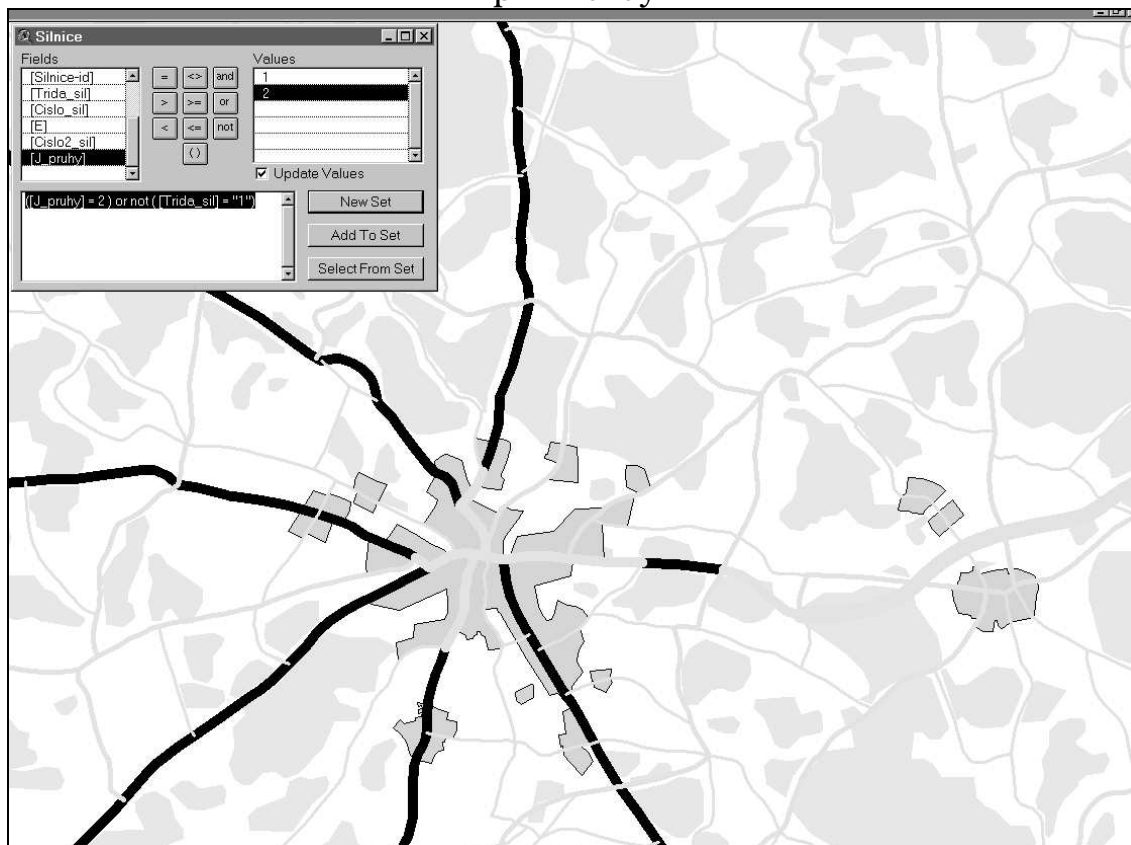 Silnice
Fields
Values
[Silnice-id]
[Trida_sil]
[Cislo_sil]
[E]
[Cislo2_sil]
[J_pruhy]
= <> and
> >= or
< <= not
( )
1
2
Update Values
([J_pruhy] = 2 ) or not ( [Trida_sil] = "1")
New Set
Add To Set
Select From Set